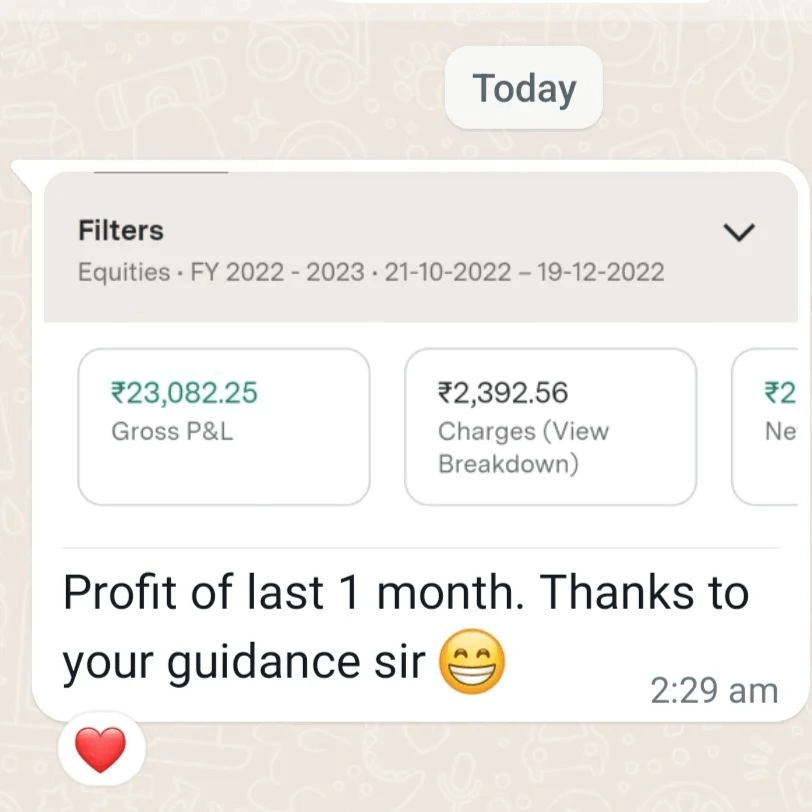 Today
Filters
Equities · FY 2022 - 2023 · 21-10-2022 – 19-12-2022
₹23,082.25
Gross P&L
₹2,392.56
Charges (View
Breakdown)
₹2
Ne
Profit of last 1 month. Thanks to
your guidance sir 😁
2:29 am